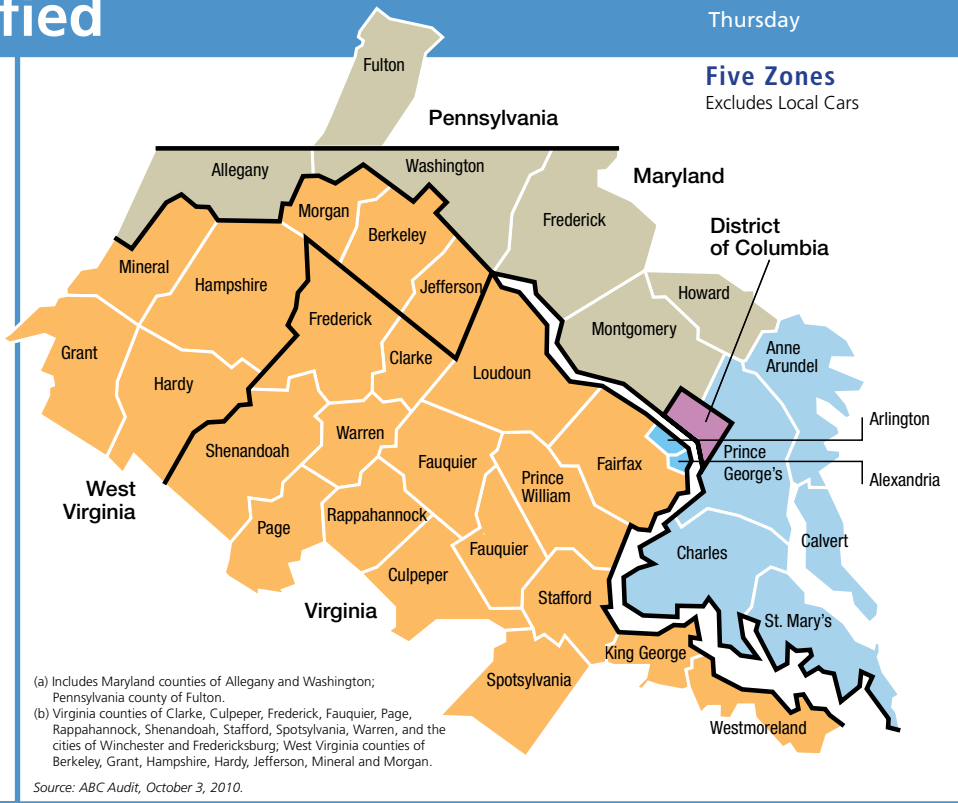 fied
Thursday
Five Zones
Excludes Local Cars
Fulton
Pennsylvania
Allegany
Washington
Maryland
Morgan
Frederick
District
of Columbia
Berkeley
Mineral
Hampshire
Jefferson
Howard
Frederick
Montgomery
Grant
Clarke
Anne
Arundel
Hardy
Loudoun
Arlington
Warren
Shenandoah
Fauquier
Prince
William
Fairfax
Prince
George's
Alexandria
West
Virginia
Page
Rappahannock
Fauquier
Charles
Calvert
Culpeper
Stafford
Virginia
St. Mary's
King George
Spotsylvania
Westmoreland
(a) Includes Maryland counties of Allegany and Washington;
Pennsylvania county of Fulton.
(b) Virginia counties of Clarke, Culpeper, Frederick, Fauquier, Page,
Rappahannock, Shenandoah, Stafford, Spotsylvania, Warren, and the
cities of Winchester and Fredericksburg; West Virginia counties of
Berkeley, Grant, Hampshire, Hardy, Jefferson, Mineral and Morgan.
Source: ABC Audit, October 3, 2010.